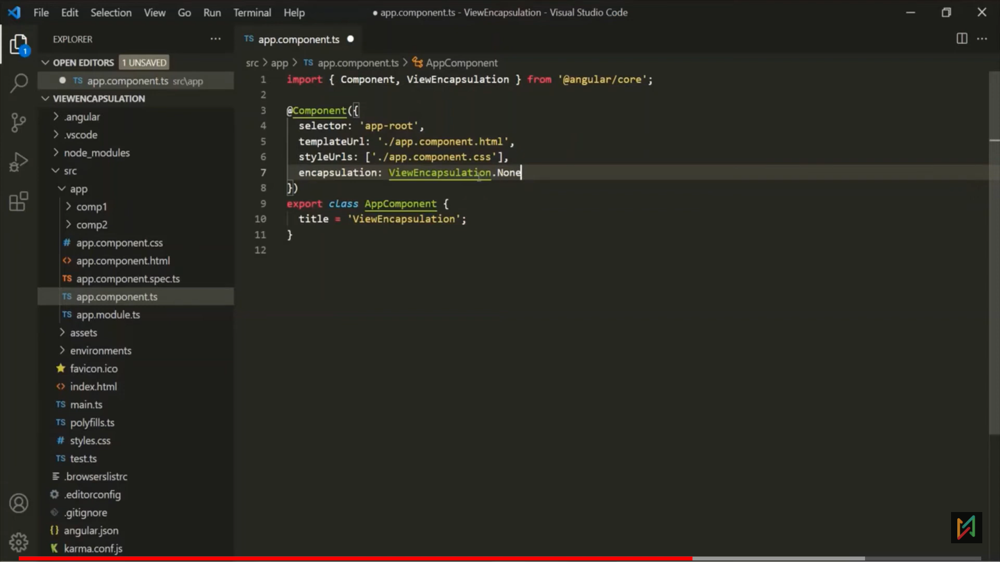 File Edit Selection View Go Run Terminal Help
● app.component.ts - ViewEncapsulation - Visual Studio Code
EXPLORER
OPEN EDITORS 1 UNSAVED
TS app.component.ts src\app
VIEWENCAPSULATION
.angular
.vscode
node_modules
src
app
comp1
comp2
# app.component.css
<> app.component.html
TS app.component.spec.ts
TS app.component.ts
TS app.module.ts
assets
environments
favicon.ico
<> index.html
TS main.ts
TS polyfills.ts
# styles.css
TS test.ts
.browserslistrc
.editorconfig
.gitignore
{} angular.json
K karma.conf.js
1
TS app.component.ts ●
src > app > TS app.component.ts > AppComponent
1 import { Component, ViewEncapsulation } from '@angular/core';
2
3 @Component({
4 selector: 'app-root',
5 templateUrl: './app.component.html',
6 styleUrls: ['./app.component.css'],
7 encapsulation: ViewEncapsulation.None
8 })
9 export class AppComponent {
10 title = 'ViewEncapsulation';
11 }
12